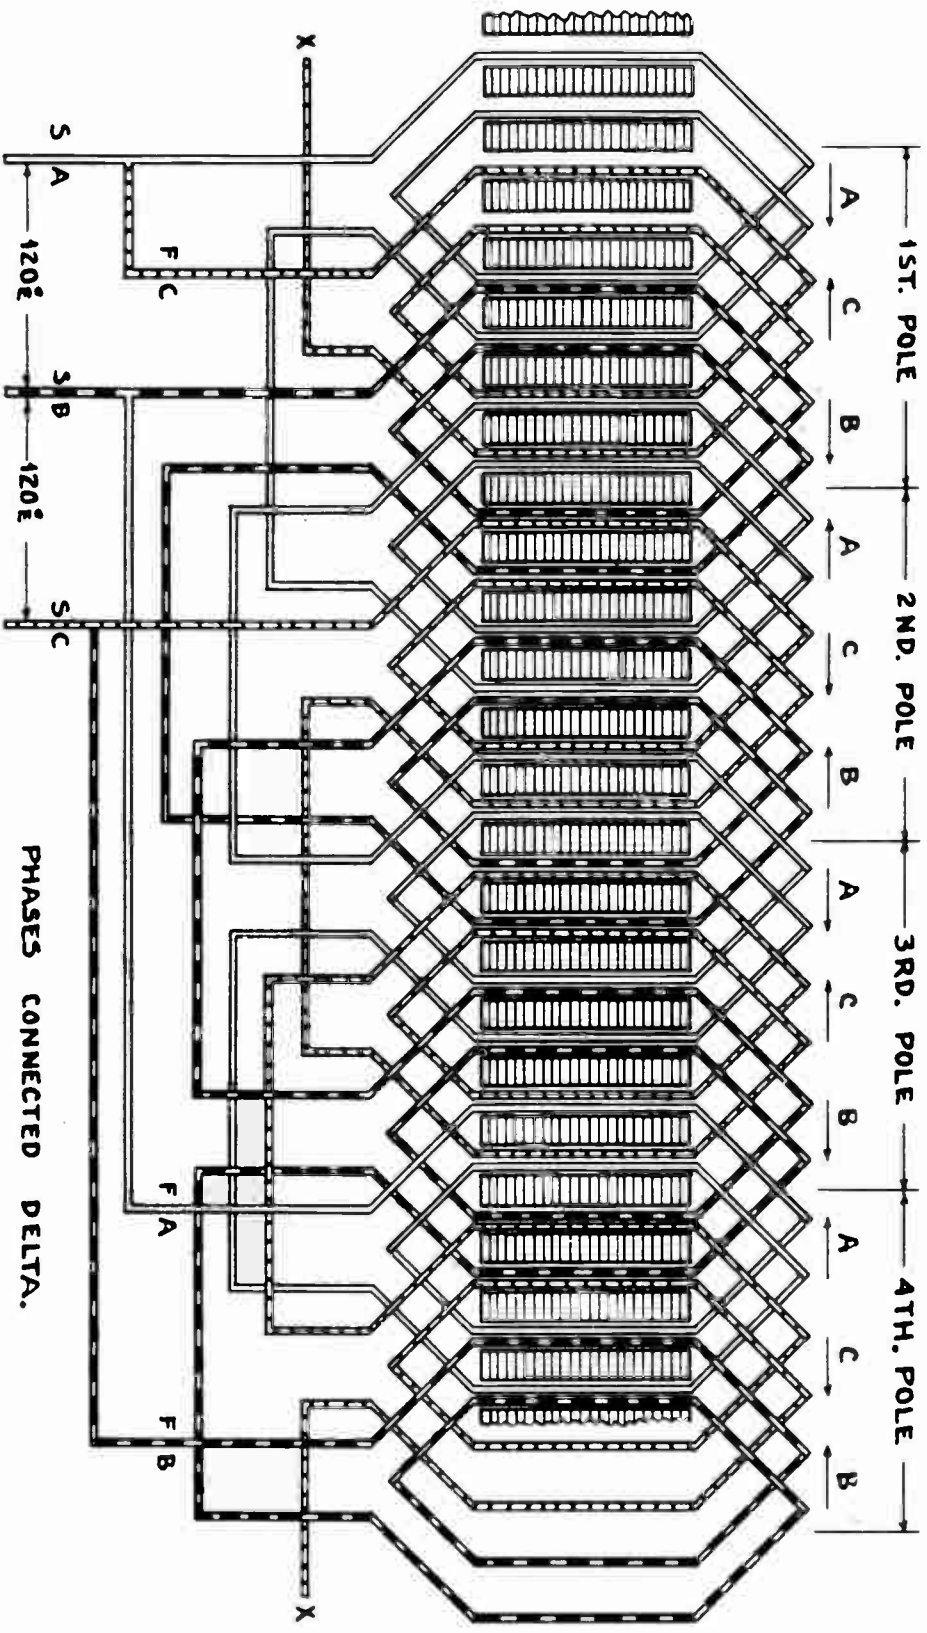 1ST. POLE 2ND. POLE 3RD. POLE 4TH. POLE
A C B A C B A C B A C B
X X
F C F A F B
S A S B S C
120°E 120°E
PHASES CONNECTED DELTA.